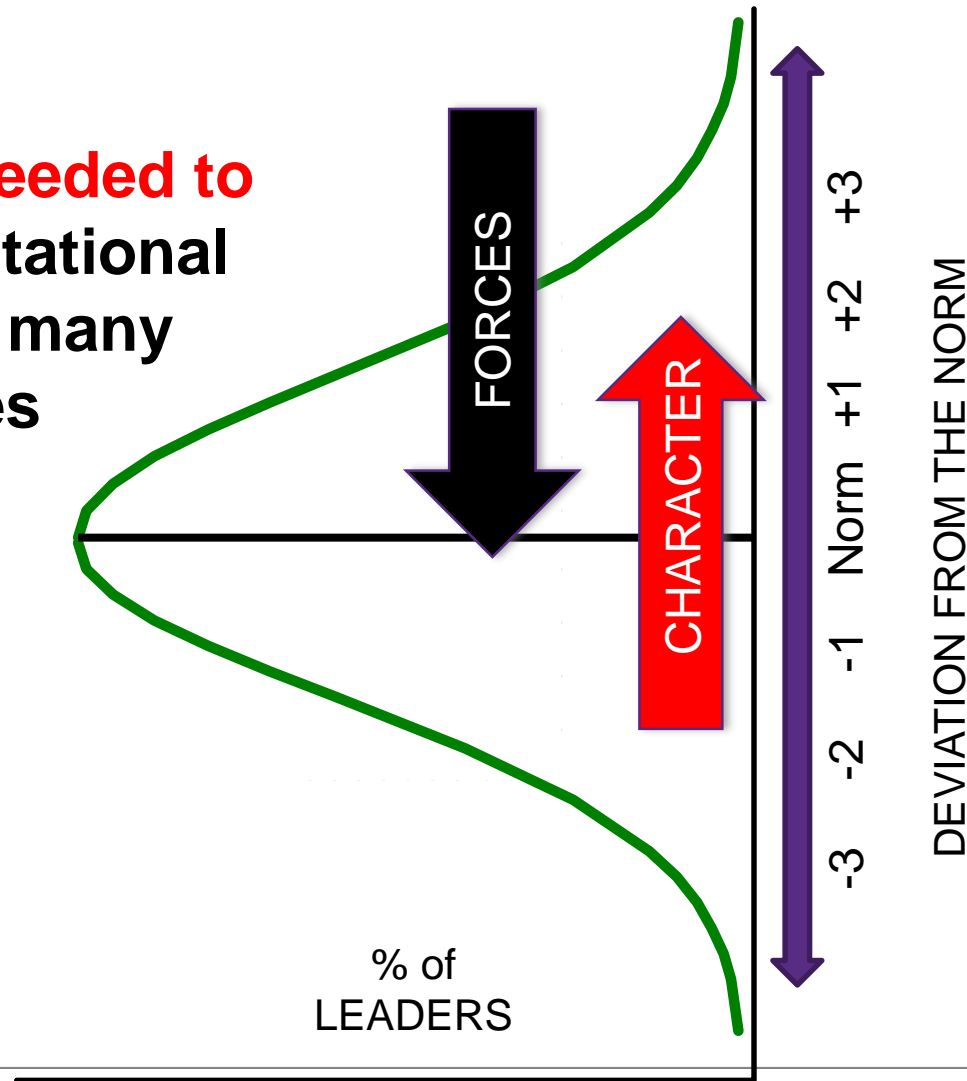 eeded to
tational
many
es
FORCES
CHARACTER
+3
+2
+1
Norm
-1
-2
-3
DEVIATION FROM THE NORM
% of
LEADERS